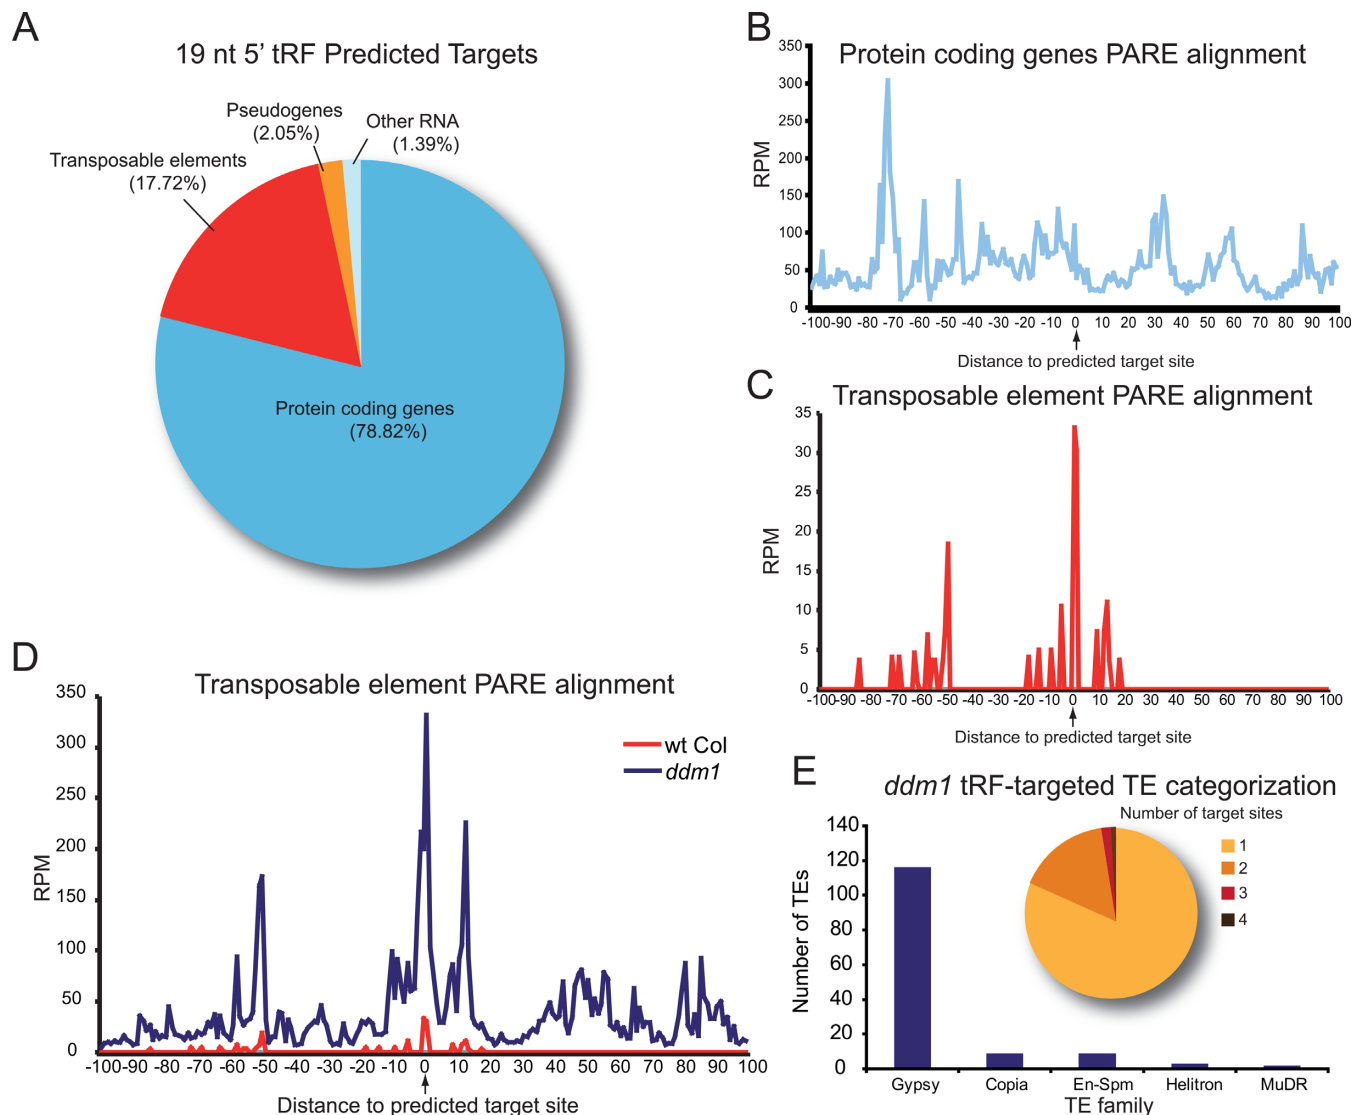 A
19 nt 5’ tRF Predicted Targets
Pseudogenes
(2.05%)
Other RNA
(1.39%)
Transposable elements
(17.72%)
Protein coding genes
(78.82%)
B
Protein coding genes PARE alignment
RPM
350
300
250
200
150
100
50
0
-100 -90 -80 -70 -60 -50 -40 -30 -20 -10 0 10 20 30 40 50 60 70 80 90 100
Distance to predicted target site
C
Transposable element PARE alignment
RPM
35
30
25
20
15
10
5
0
-100 -90 -80 -70 -60 -50 -40 -30 -20 -10 0 10 20 30 40 50 60 70 80 90 100
Distance to predicted target site
D
Transposable element PARE alignment
RPM
350
300
250
200
150
100
50
0
wt Col
ddm1
-100 -90 -80 -70 -60 -50 -40 -30 -20 -10 0 10 20 30 40 50 60 70 80 90 100
Distance to predicted target site
E
ddm1 tRF-targeted TE categorization
Number of target sites
1
2
3
4
Number of TEs
140
120
100
80
60
40
20
0
Gypsy Copia En-Spm Helitron MuDR
TE family